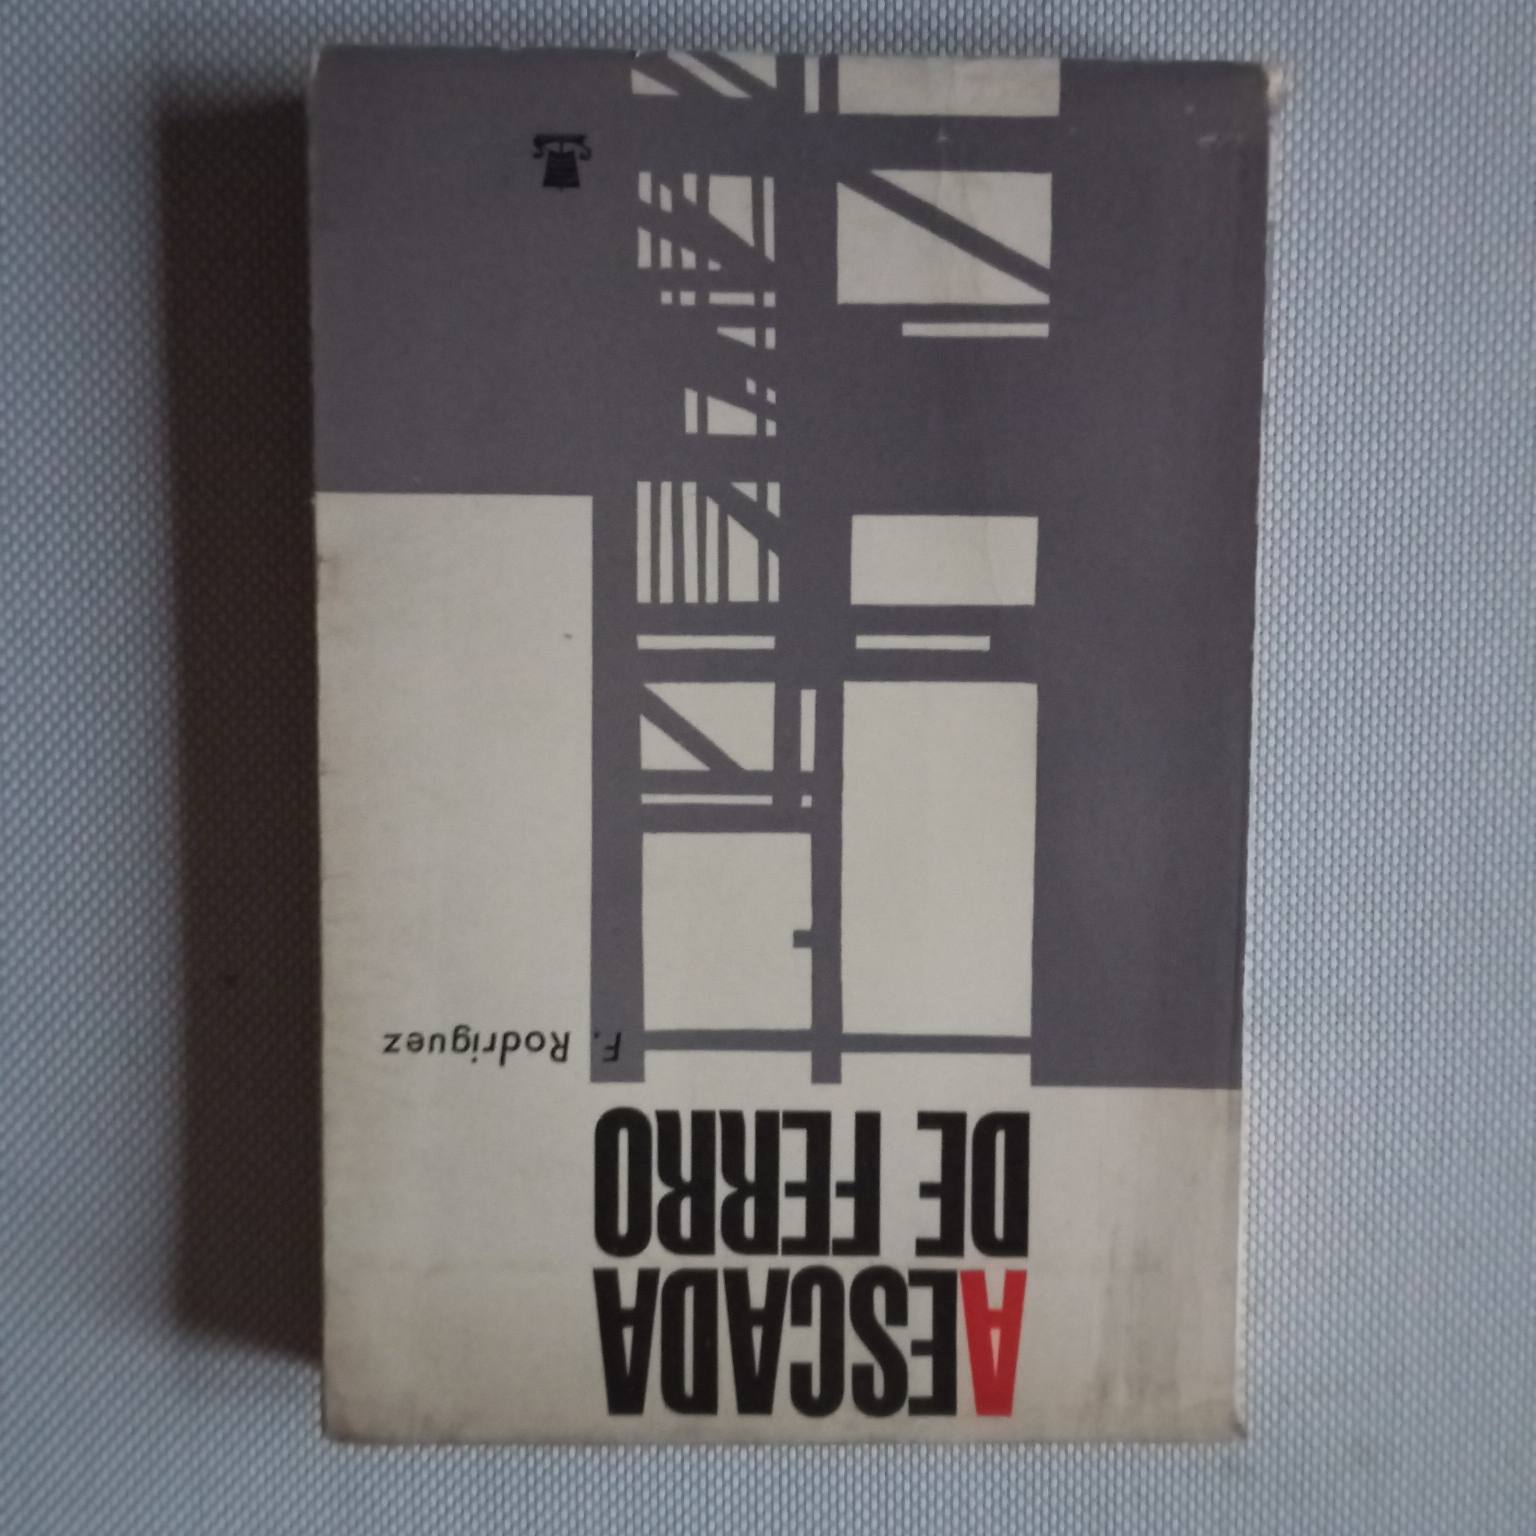 A ESCADA
DE FERRO
F. Rodriguez